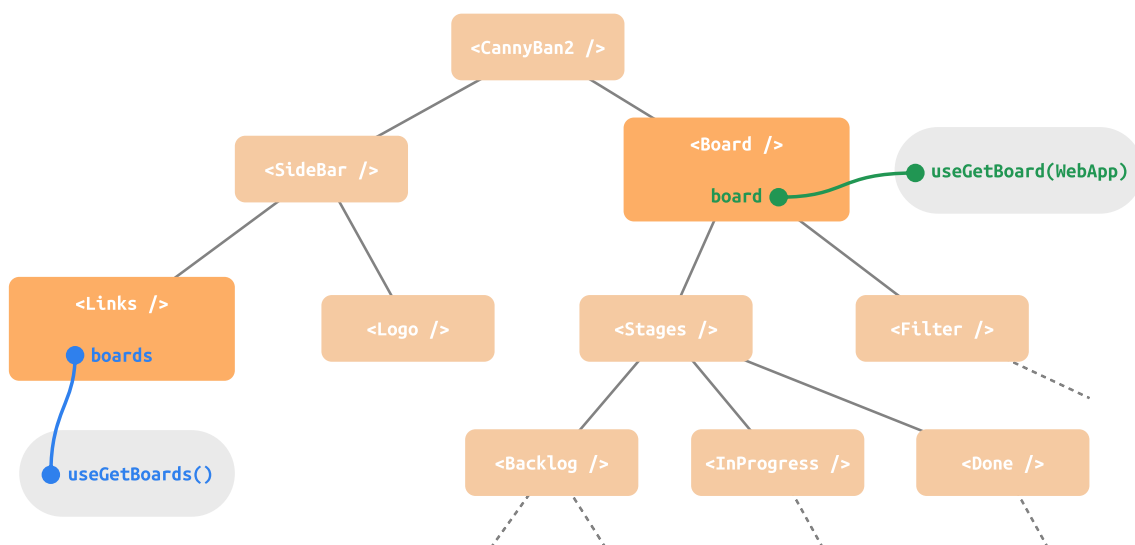 <CannyBan2 />
<SideBar />
<Board />
board
useGetBoard(WebApp)
<Links />
boards
useGetBoards()
<Logo />
<Stages />
<Filter />
<Backlog />
<InProgress />
<Done />